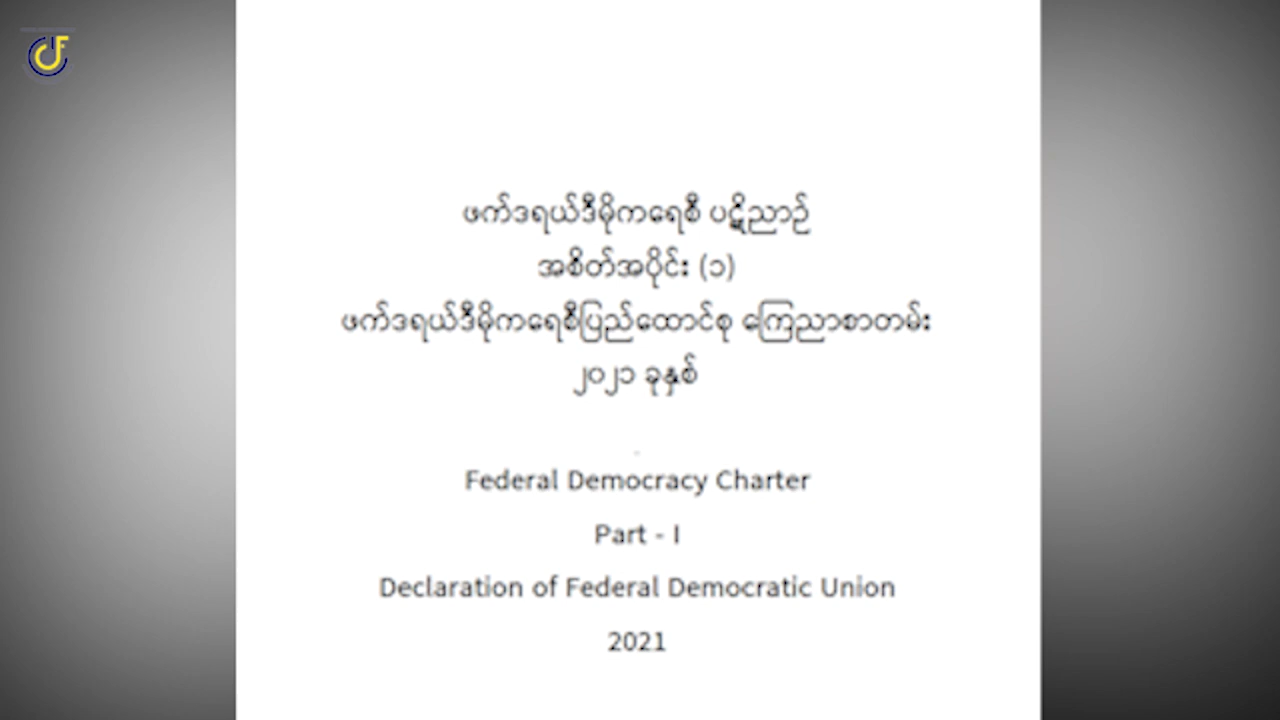 ဖက်ဒရယ်ဒီမိုကရေစီ ပဋိညာဉ်
အစိတ်အပိုင်း (၁)
ဖက်ဒရယ်ဒီမိုကရေစီပြည်ထောင်စု ကြေညာစာတမ်း
၂၀၂၁ ခုနှစ်
Federal Democracy Charter
Part - I
Declaration of Federal Democratic Union
2021